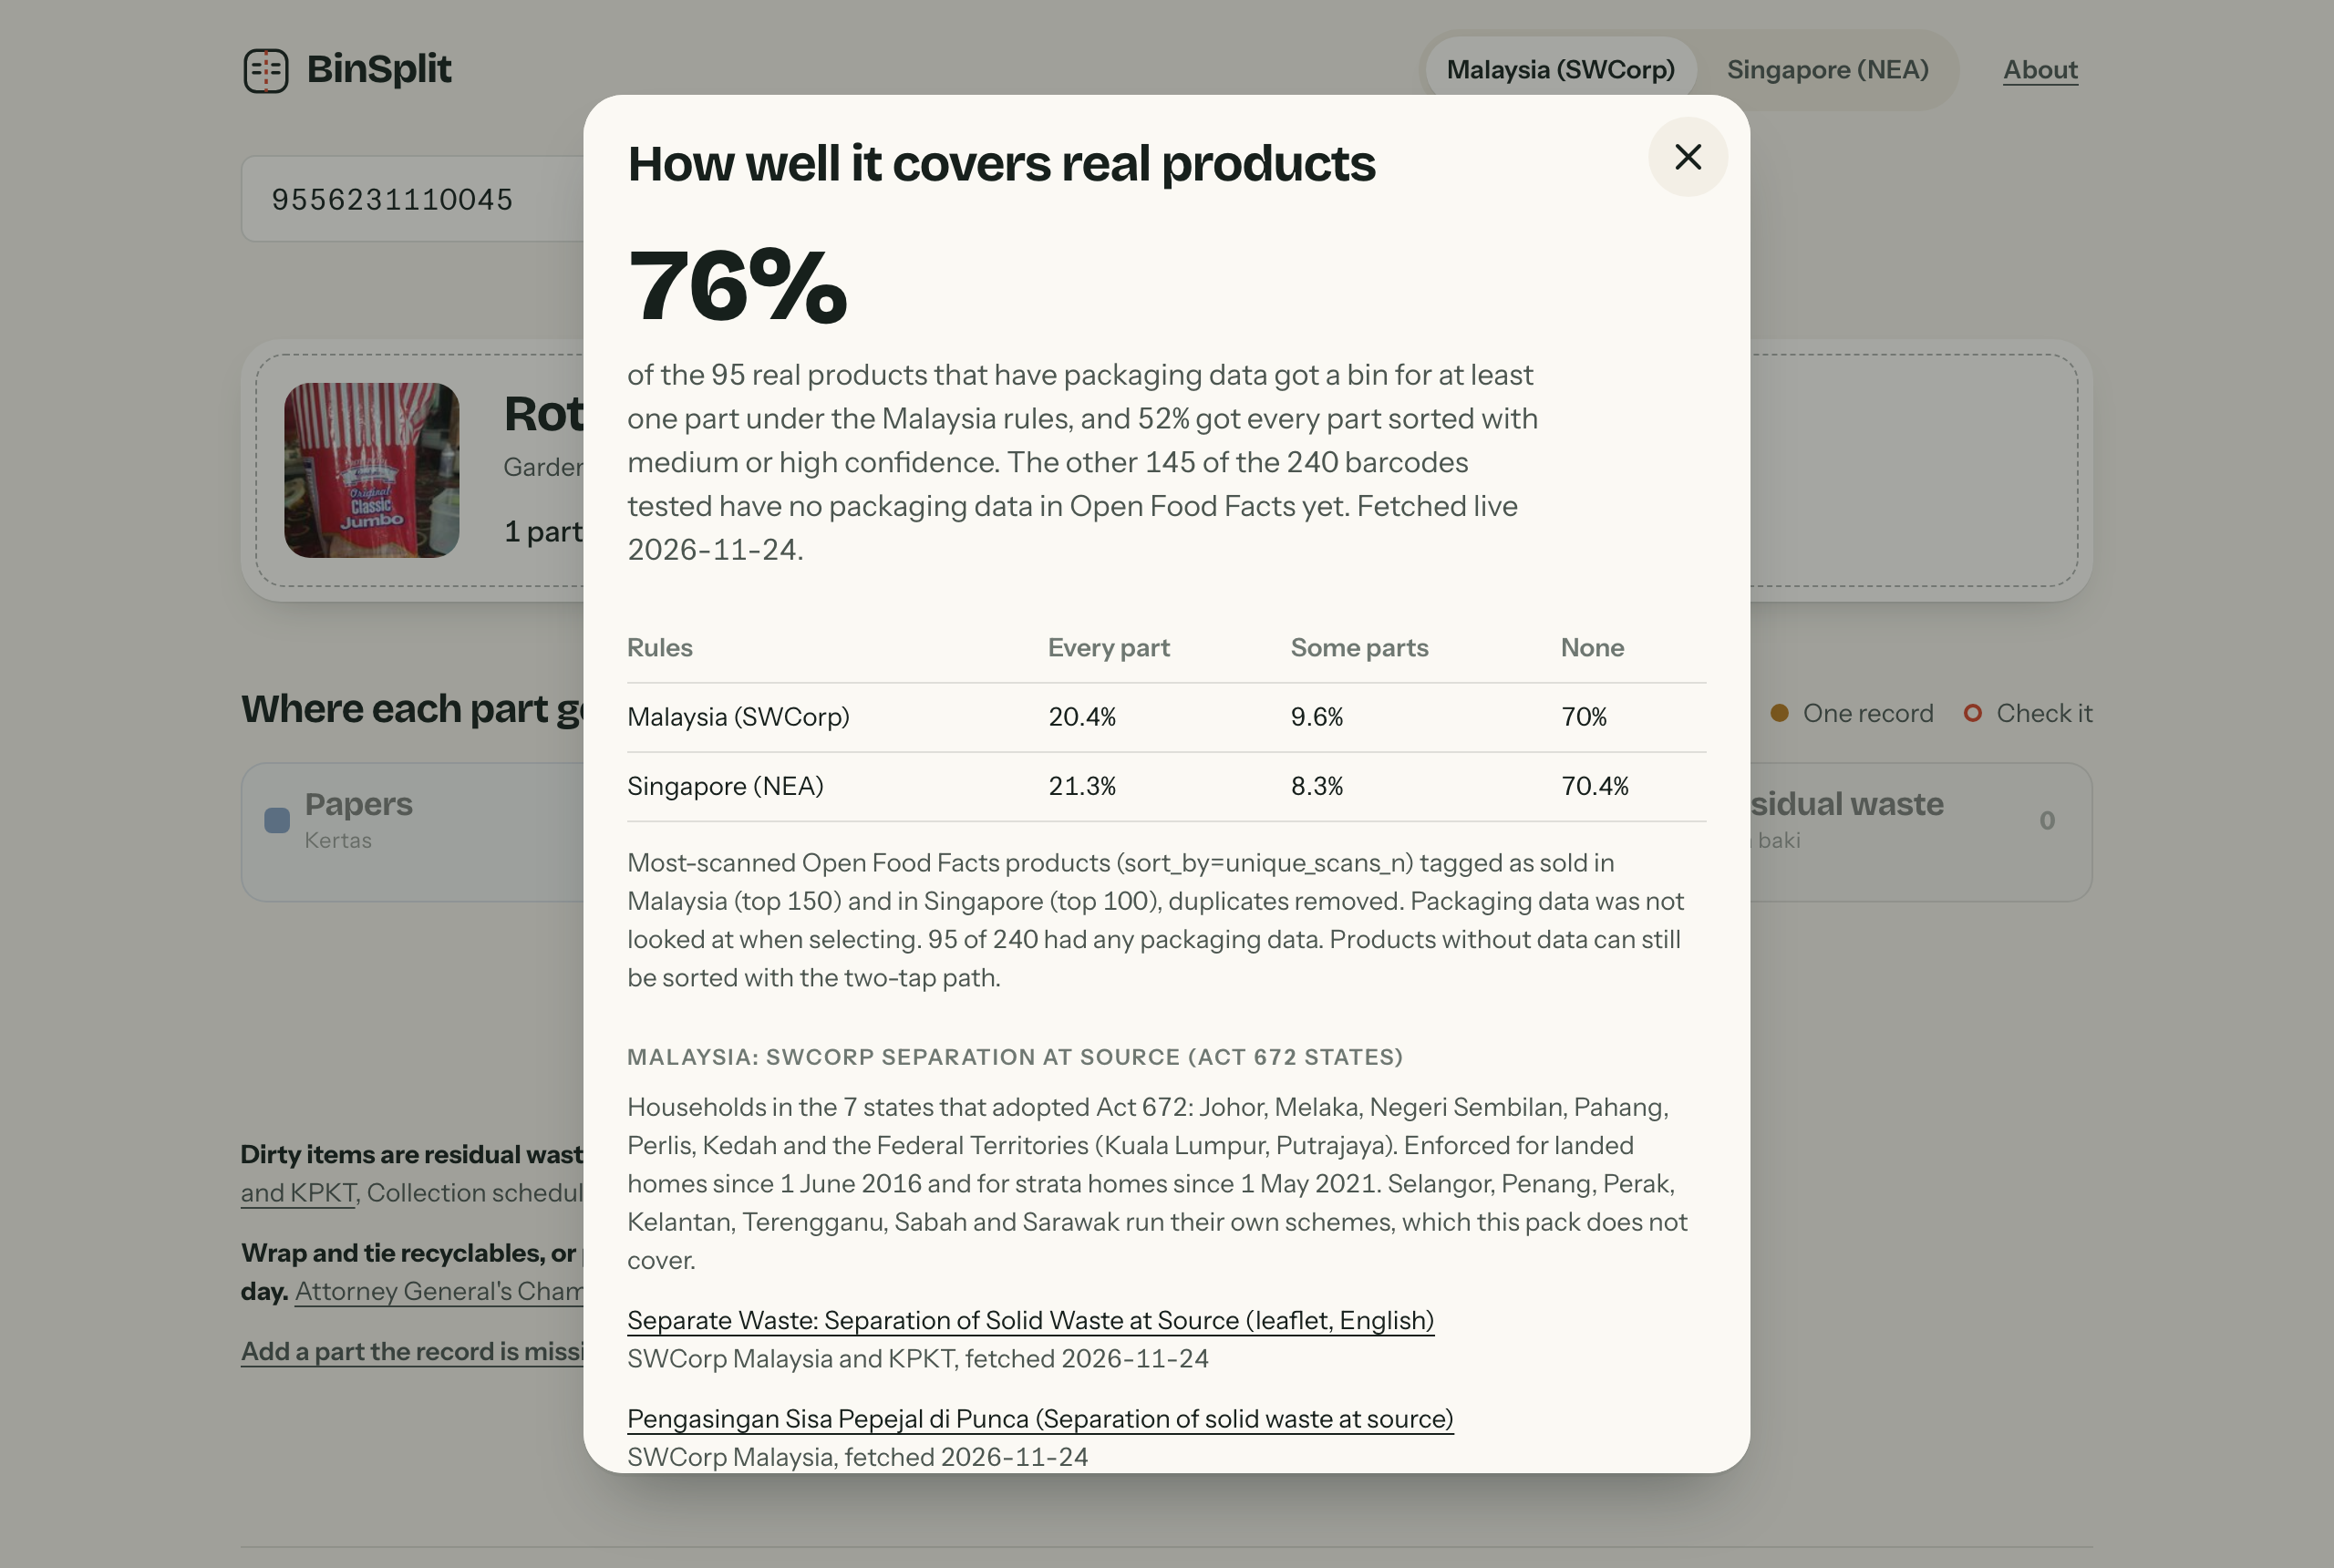 BinSplit
Malaysia (SWCorp)
Singapore (NEA)
About
9556231110045
How well it covers real products
76%
of the 95 real products that have packaging data got a bin for at least
one part under the Malaysia rules, and 52% got every part sorted with
medium or high confidence. The other 145 of the 240 barcodes
tested have no packaging data in Open Food Facts yet. Fetched live
2026-11-24.
Original
Classic
Jumbo
1 part
Rules Every part Some parts None
Malaysia (SWCorp) 20.4% 9.6% 70%
Singapore (NEA) 21.3% 8.3% 70.4%
Most-scanned Open Food Facts products (sort_by=unique_scans_n) tagged as sold in
Malaysia (top 150) and in Singapore (top 100), duplicates removed. Packaging data was not
looked at when selecting. 95 of 240 had any packaging data. Products without data can still
be sorted with the two-tap path.
MALAYSIA: SWCORP SEPARATION AT SOURCE (ACT 672 STATES)
Households in the 7 states that adopted Act 672: Johor, Melaka, Negeri Sembilan, Pahang,
Perlis, Kedah and the Federal Territories (Kuala Lumpur, Putrajaya). Enforced for landed
homes since 1 June 2016 and for strata homes since 1 May 2021. Selangor, Penang, Perak,
Kelantan, Terengganu, Sabah and Sarawak run their own schemes, which this pack does not
cover.
Separate Waste: Separation of Solid Waste at Source (leaflet, English)
SWCorp Malaysia and KPKT, fetched 2026-11-24
Pengasingan Sisa Pepejal di Punca (Separation of solid waste at source)
SWCorp Malaysia, fetched 2026-11-24
Where each part
One record
Check it
Papers
Kertas
waste
0
baki
Dirty items are residual
and KPKT, Collection
Wrap and tie recyclables, or
day. Attorney General's
Add a part the record is